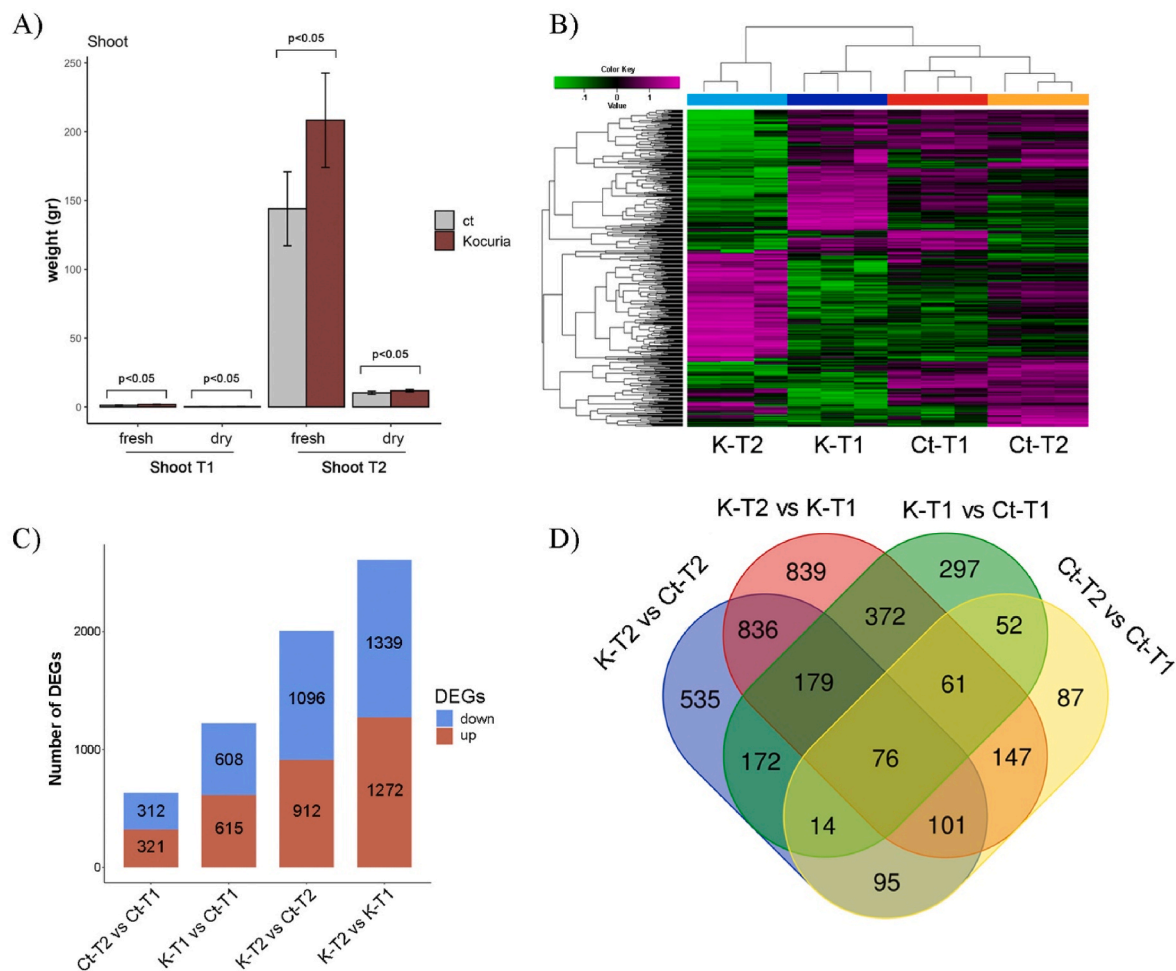 A)
Shoot
p<0.05
250
200
150
100
50
0
weight (gr)
p<0.05
p<0.05
p<0.05
ct
Kocuria
fresh
dry
fresh
dry
Shoot T1
Shoot T2
B)
Color Key
-1
0
1
Value
K-T2
K-T1
Ct-T1
Ct-T2
C)
Number of DEGs
2000
1000
0
312
321
608
615
1096
912
1339
1272
DEGs
down
up
Ct-T2 vs Ct-T1
K-T1 vs Ct-T1
K-T2 vs Ct-T2
K-T2 vs K-T1
D)
K-T2 vs K-T1
K-T1 vs Ct-T1
K-T2 vs Ct-T2
Ct-T2 vs Ct-T1
839
297
836
372
52
535
179
61
87
172
76
147
14
101
95